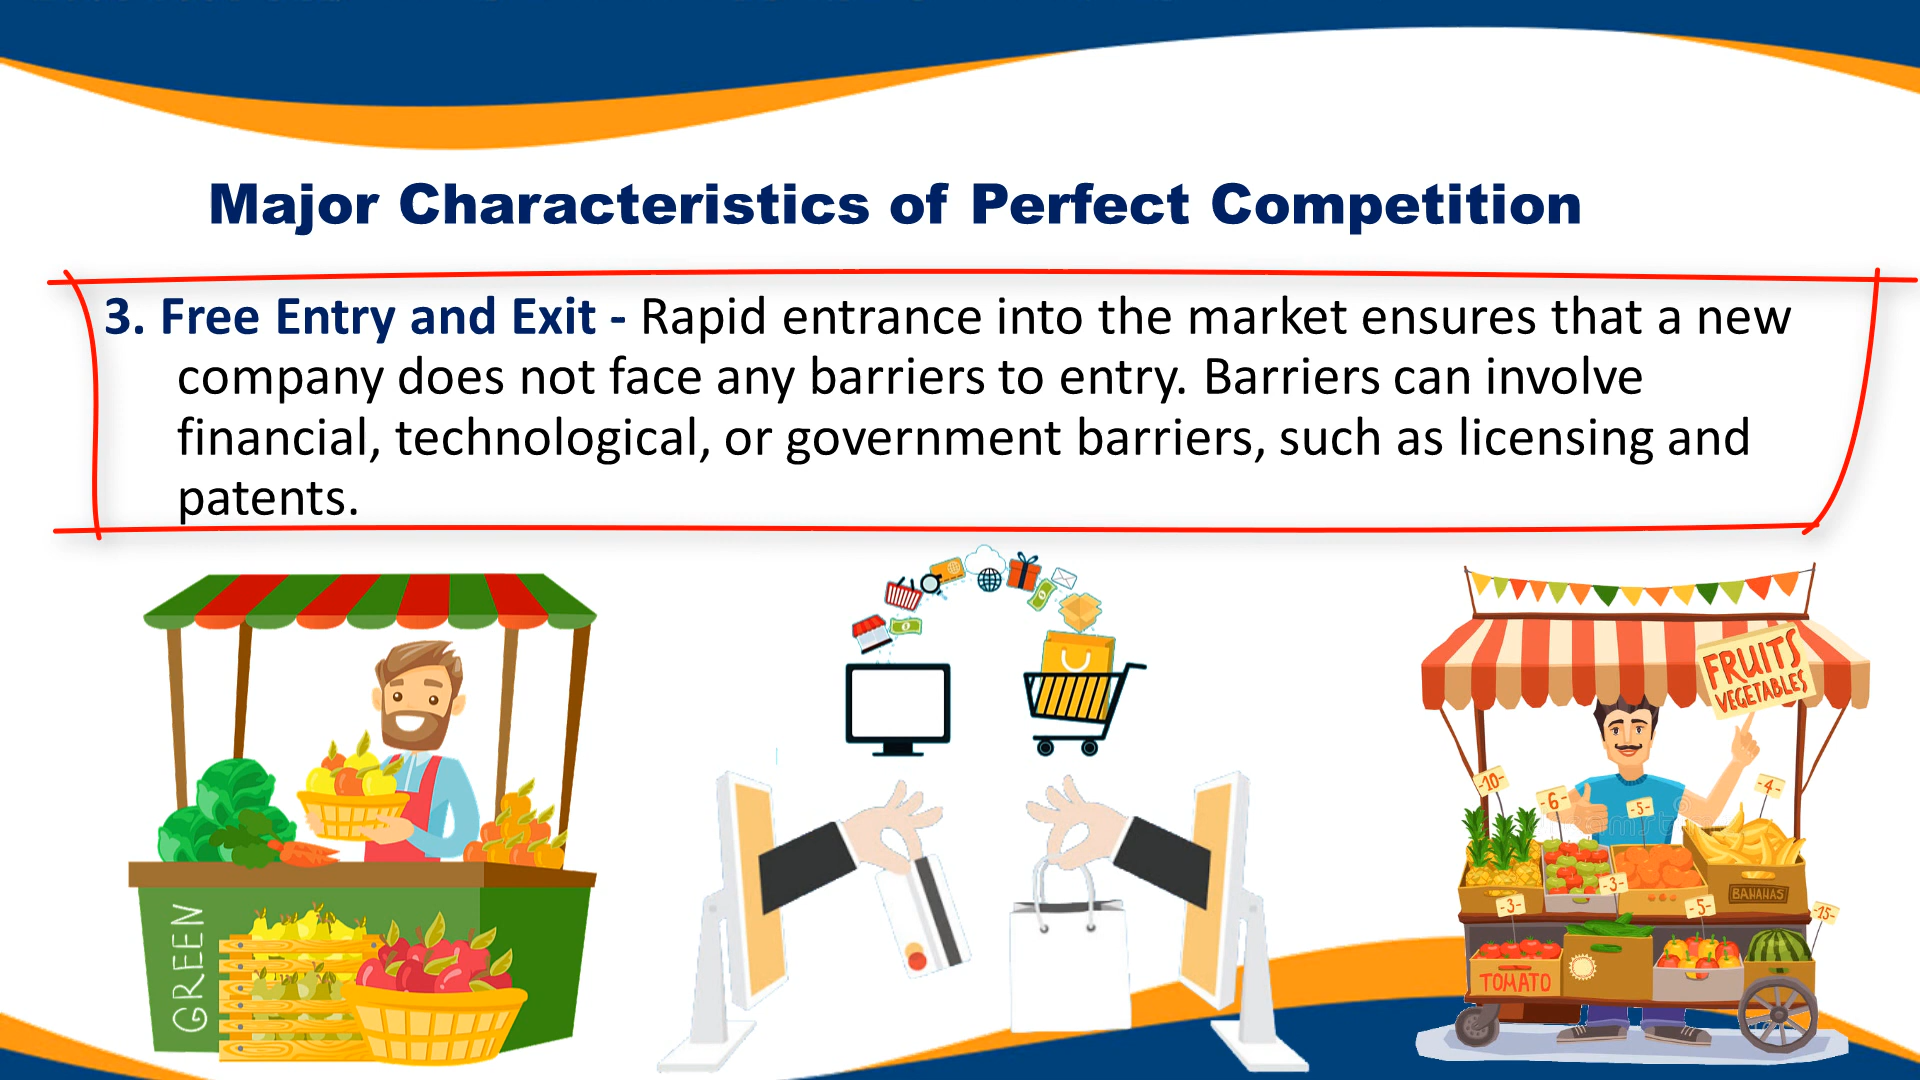 Major Characteristics of Perfect Competition
3. Free Entry and Exit - Rapid entrance into the market ensures that a new
company does not face any barriers to entry. Barriers can involve
financial, technological, or government barriers, such as licensing and
patents.
FRUITS
VEGETABLES
-10-
-6-
-5-
-4-
-3-
BANANAS
-3-
-5-
-15-
TOMATO
GREEN